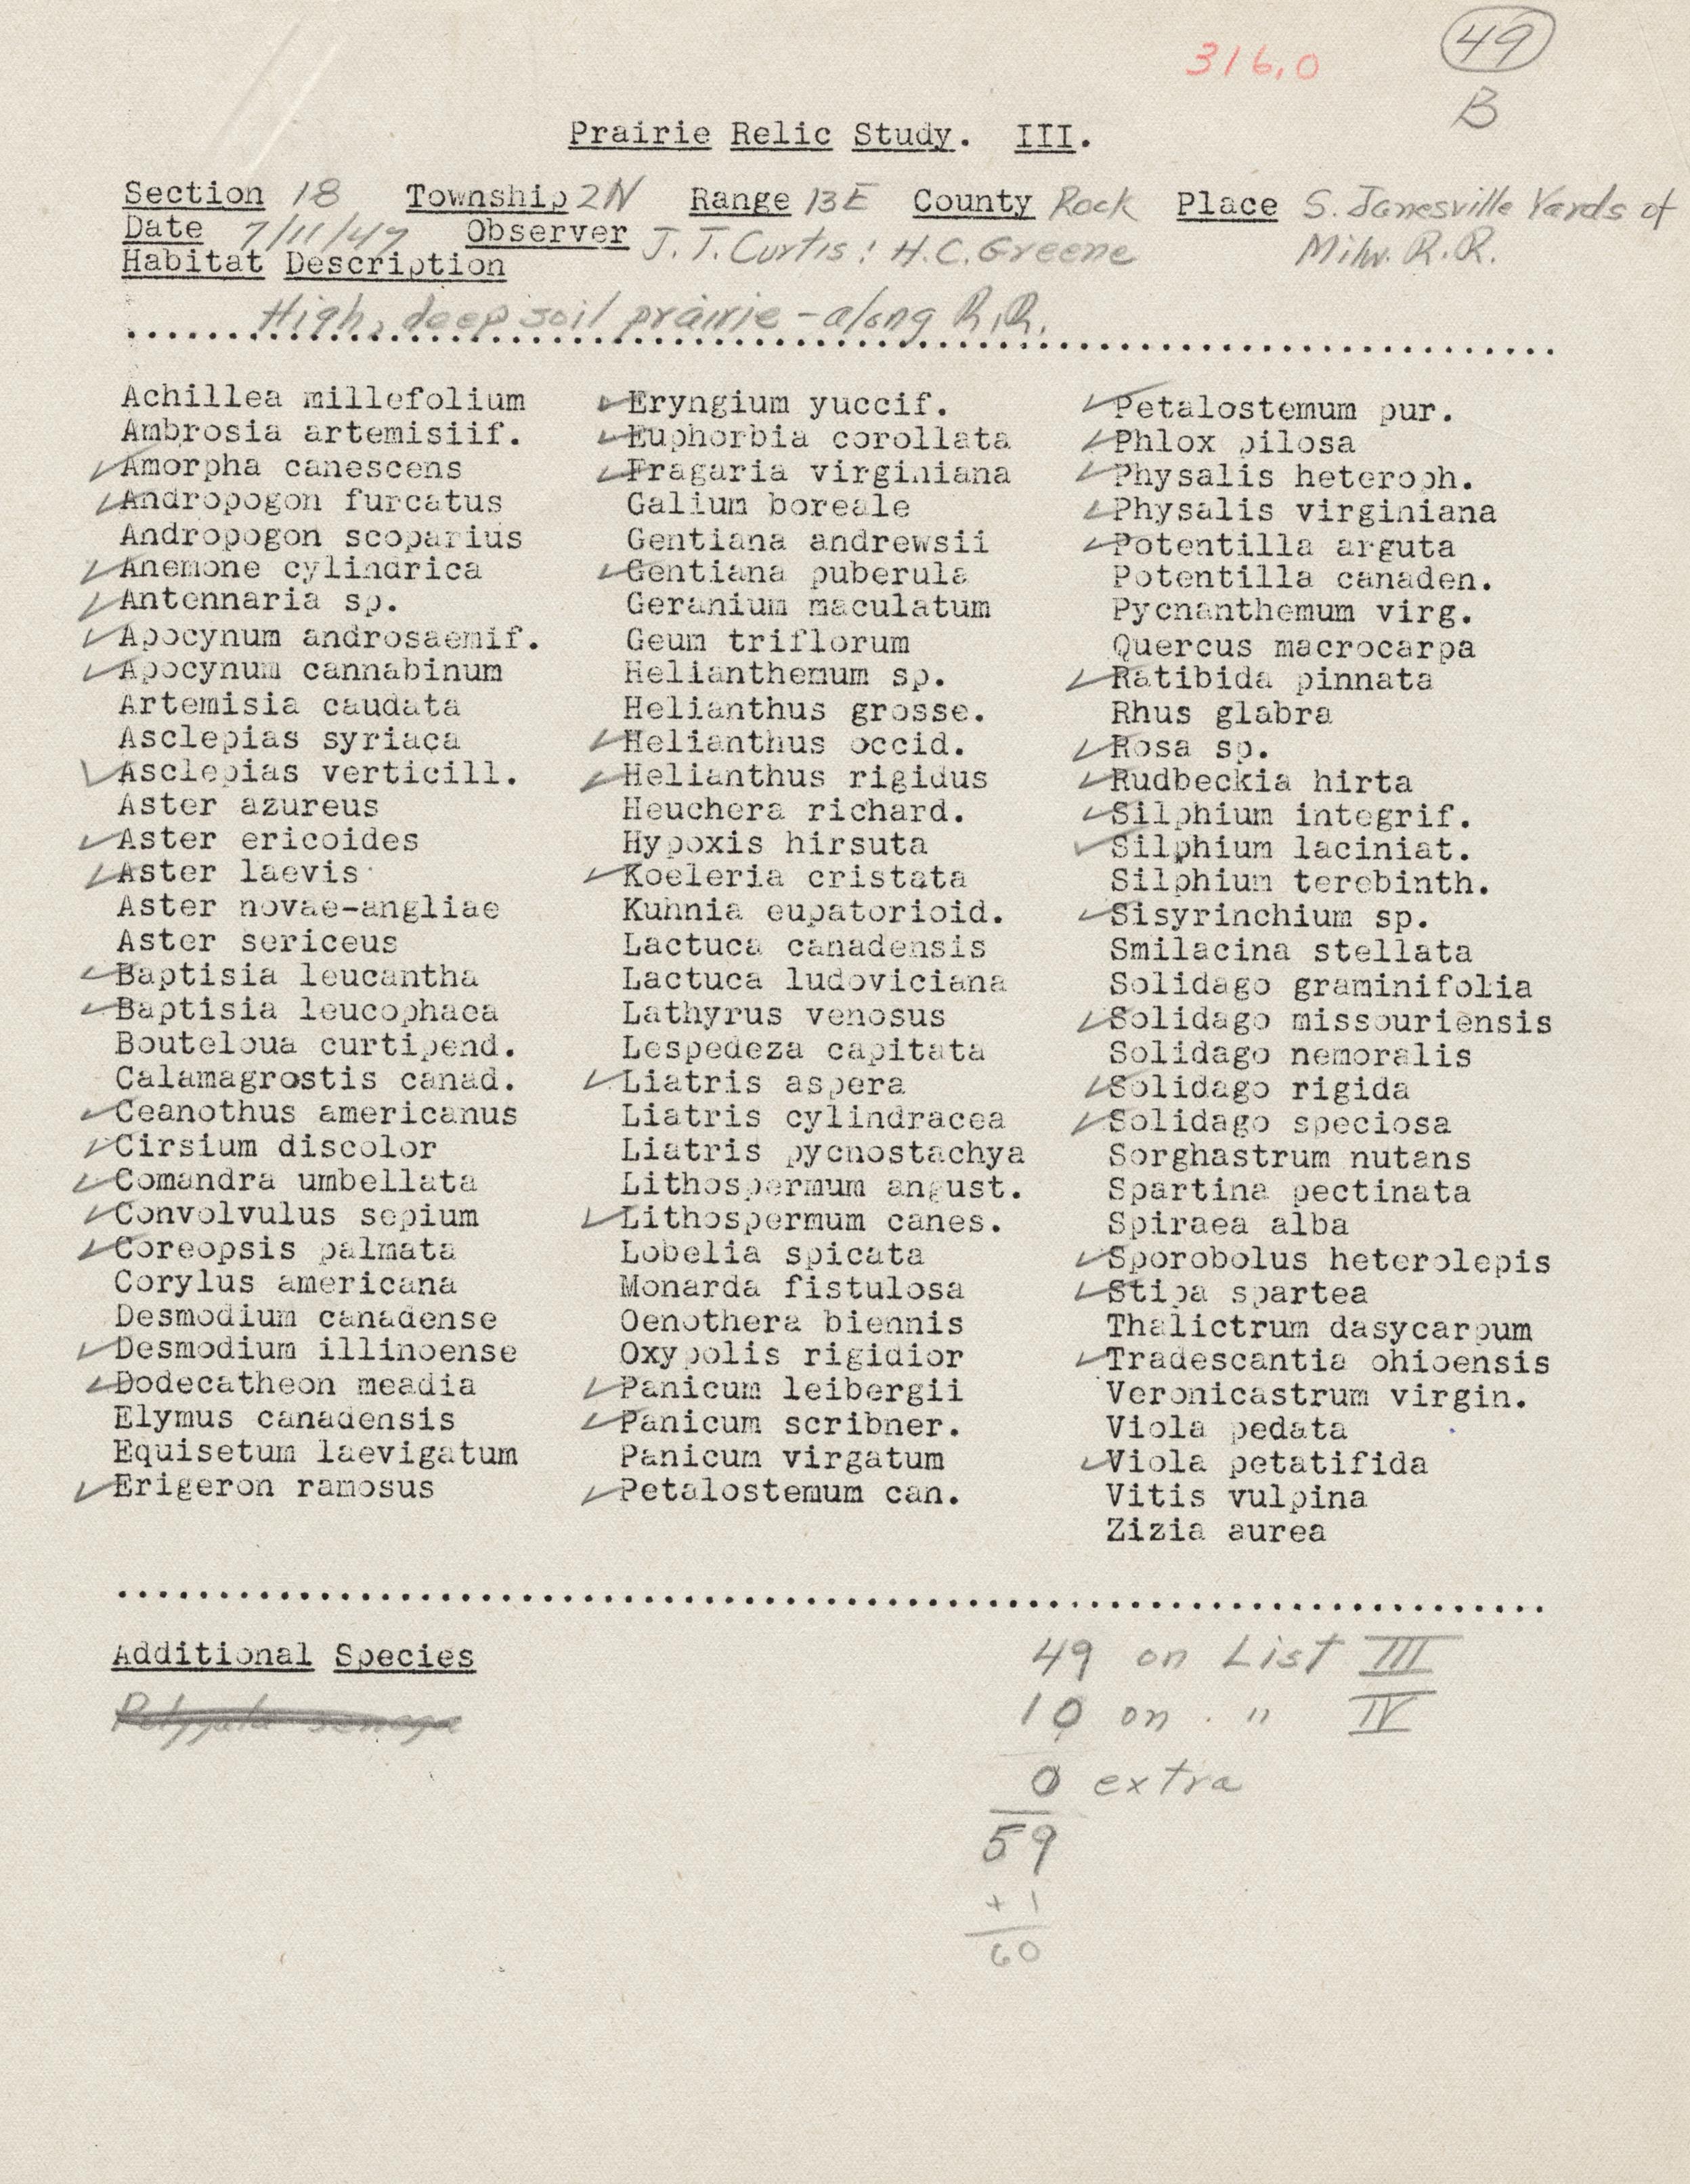 316.0
49
B
Prairie Relic Study. III.
Section 18 Township 2N Range 13E County Rock Place S. Janesville Yards of
Date 7/11/47 Observer J. T. Curtis; H.C. Greene Milw. R.R.
Habitat Description
High, deep soil prairie - along R.R.
Achillea millefolium
Ambrosia artemisiif.
✓Amorpha canescens
✓Andropogon furcatus
Andropogon scoparius
✓Anemone cylindrica
✓Antennaria sp.
✓Apocynum androsaemif.
✓Apocynum cannabinum
Artemisia caudata
Asclepias syriaca
✓Asclepias verticill.
Aster azureus
✓Aster ericoides
✓Aster laevis
Aster novae-angliae
Aster sericeus
✓Baptisia leucantha
✓Baptisia leucophaea
Bouteloua curtipend.
Calamagrostis canad.
✓Ceanothus americanus
✓Cirsium discolor
✓Comandra umbellata
✓Convolvulus sepium
✓Coreopsis palmata
Corylus americana
Desmodium canadense
✓Desmodium illinoense
✓Dodecatheon meadia
Elymus canadensis
Equisetum laevigatum
✓Erigeron ramosus
✓Eryngium yuccif.
✓Euphorbia corollata
✓Fragaria virginiana
Galium boreale
Gentiana andrewsii
✓Gentiana puberula
Geranium maculatum
Geum triflorum
Helianthemum sp.
Helianthus grosse.
✓Helianthus occid.
✓Helianthus rigidus
Heuchera richard.
Hypoxis hirsuta
✓Koeleria cristata
Kuhnia eupatorioid.
Lactuca canadensis
Lactuca ludoviciana
Lathyrus venosus
Lespedeza capitata
✓Liatris aspera
Liatris cylindracea
Liatris pycnostachya
Lithospermum angust.
✓Lithospermum canes.
Lobelia spicata
Monarda fistulosa
Oenothera biennis
Oxypolis rigidior
✓Panicum leibergii
✓Panicum scribner.
Panicum virgatum
✓Petalostemum can.
✓Petalostemum pur.
✓Phlox pilosa
✓Physalis heteroph.
✓Physalis virginiana
✓Potentilla arguta
Potentilla canaden.
Pycnanthemum virg.
Quercus macrocarpa
✓Ratibida pinnata
Rhus glabra
✓Rosa sp.
✓Rudbeckia hirta
✓Silphium integrif.
✓Silphium laciniat.
Silphium terebinth.
✓Sisyrinchium sp.
Smilacina stellata
Solidago graminifolia
✓Solidago missouriensis
Solidago nemoralis
✓Solidago rigida
✓Solidago speciosa
Sorghastrum nutans
Spartina pectinata
Spiraea alba
✓Sporobolus heterolepis
✓Stipa spartea
Thalictrum dasycarpum
✓Tradescantia ohioensis
Veronicastrum virgin.
Viola pedata
✓Viola petatifida
Vitis vulpina
Zizia aurea
Additional Species
Polygala senega
49 on List III
10 on " IV
0 extra
59
+ 1
60